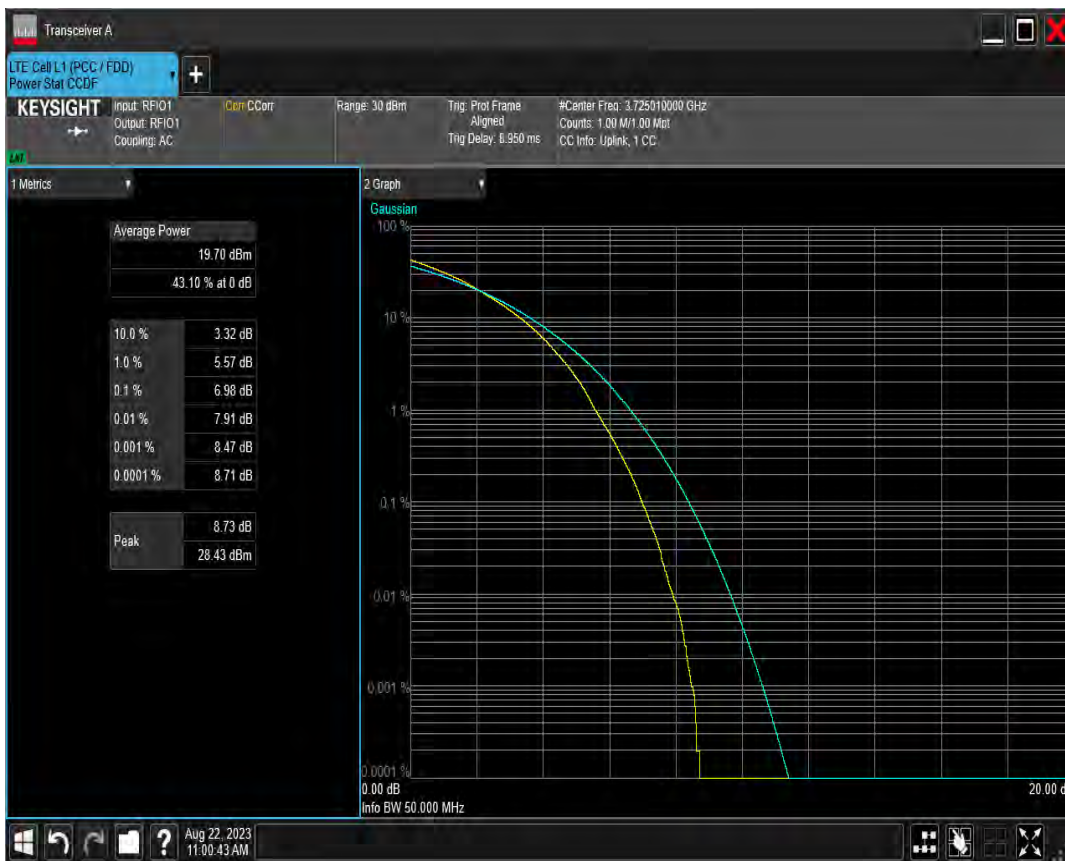 Transceiver A
LTE Cell L1 (PCC / FDD)
Power Stat CCDF
+
KEYSIGHT
Input: RFIO1
Output: RFIO1
Coupling: AC
Corr CCorr
Range: 30 dBm
Trig: Prot Frame
Aligned
Trig Delay: 6.950 ms
#Center Freq: 3.725010000 GHz
Counts: 1.00 M/1.00 Mpt
CC Info: Uplink, 1 CC
1 Metrics
Average Power
19.70 dBm
43.10 % at 0 dB
10.0 % 3.32 dB
1.0 % 5.57 dB
0.1 % 6.98 dB
0.01 % 7.91 dB
0.001 % 8.47 dB
0.0001 % 8.71 dB
Peak
8.73 dB
28.43 dBm
2 Graph
Gaussian
100 %
10 %
1 %
0.1 %
0.01 %
0.001 %
0.0001 %
0.00 dB
20.00 d
Info BW 50.000 MHz
?
Aug 22, 2023
11:00:43 AM